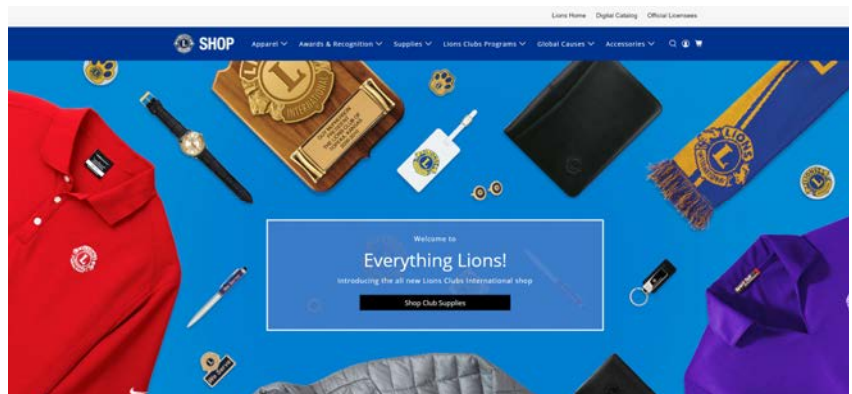 Lions Home Digital Catalog Official Licensees
SHOP Apparel Awards & Recognition Supplies Lions Clubs Programs Global Causes Accessories
L
INTERNATIONAL
LIONS
Welcome to
Everything Lions!
Introducing the all new Lions Clubs International shop
Shop Club Supplies